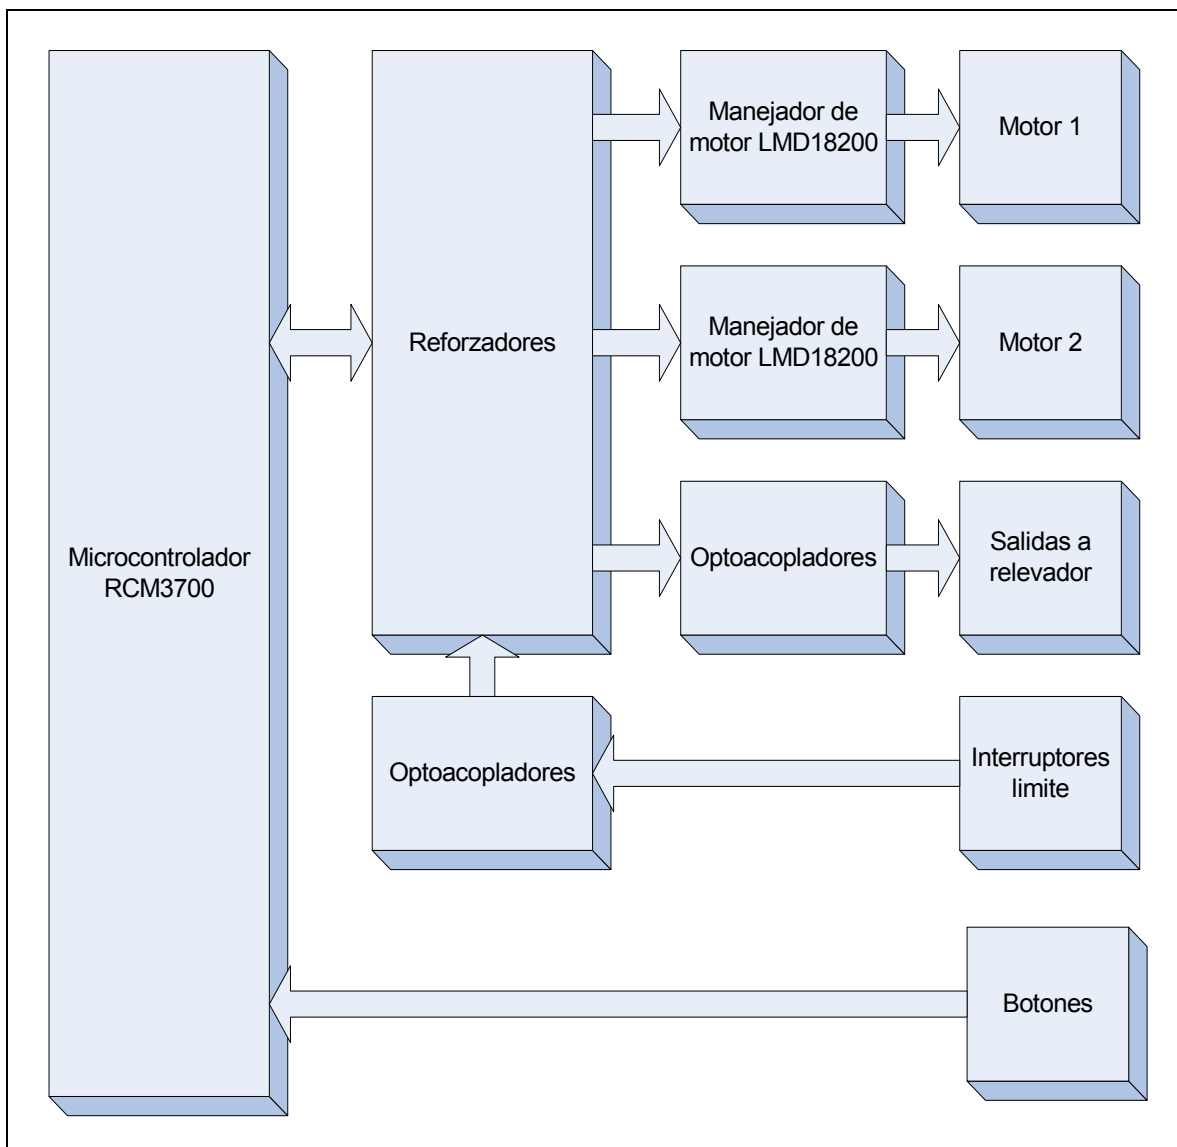 Manejador de
motor LMD18200
Motor 1
Reforzadores
Manejador de
motor LMD18200
Motor 2
Microcontrolador
RCM3700
Optoacopladores
Salidas a
relevador
Optoacopladores
Interruptores
limite
Botones